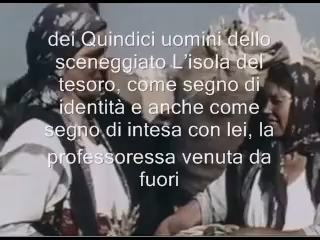 dei Quindici uomini dello
sceneggiato L’isola del
tesoro, come segno di
identità e anche come
segno di intesa con lei, la
professoressa venuta da
fuori